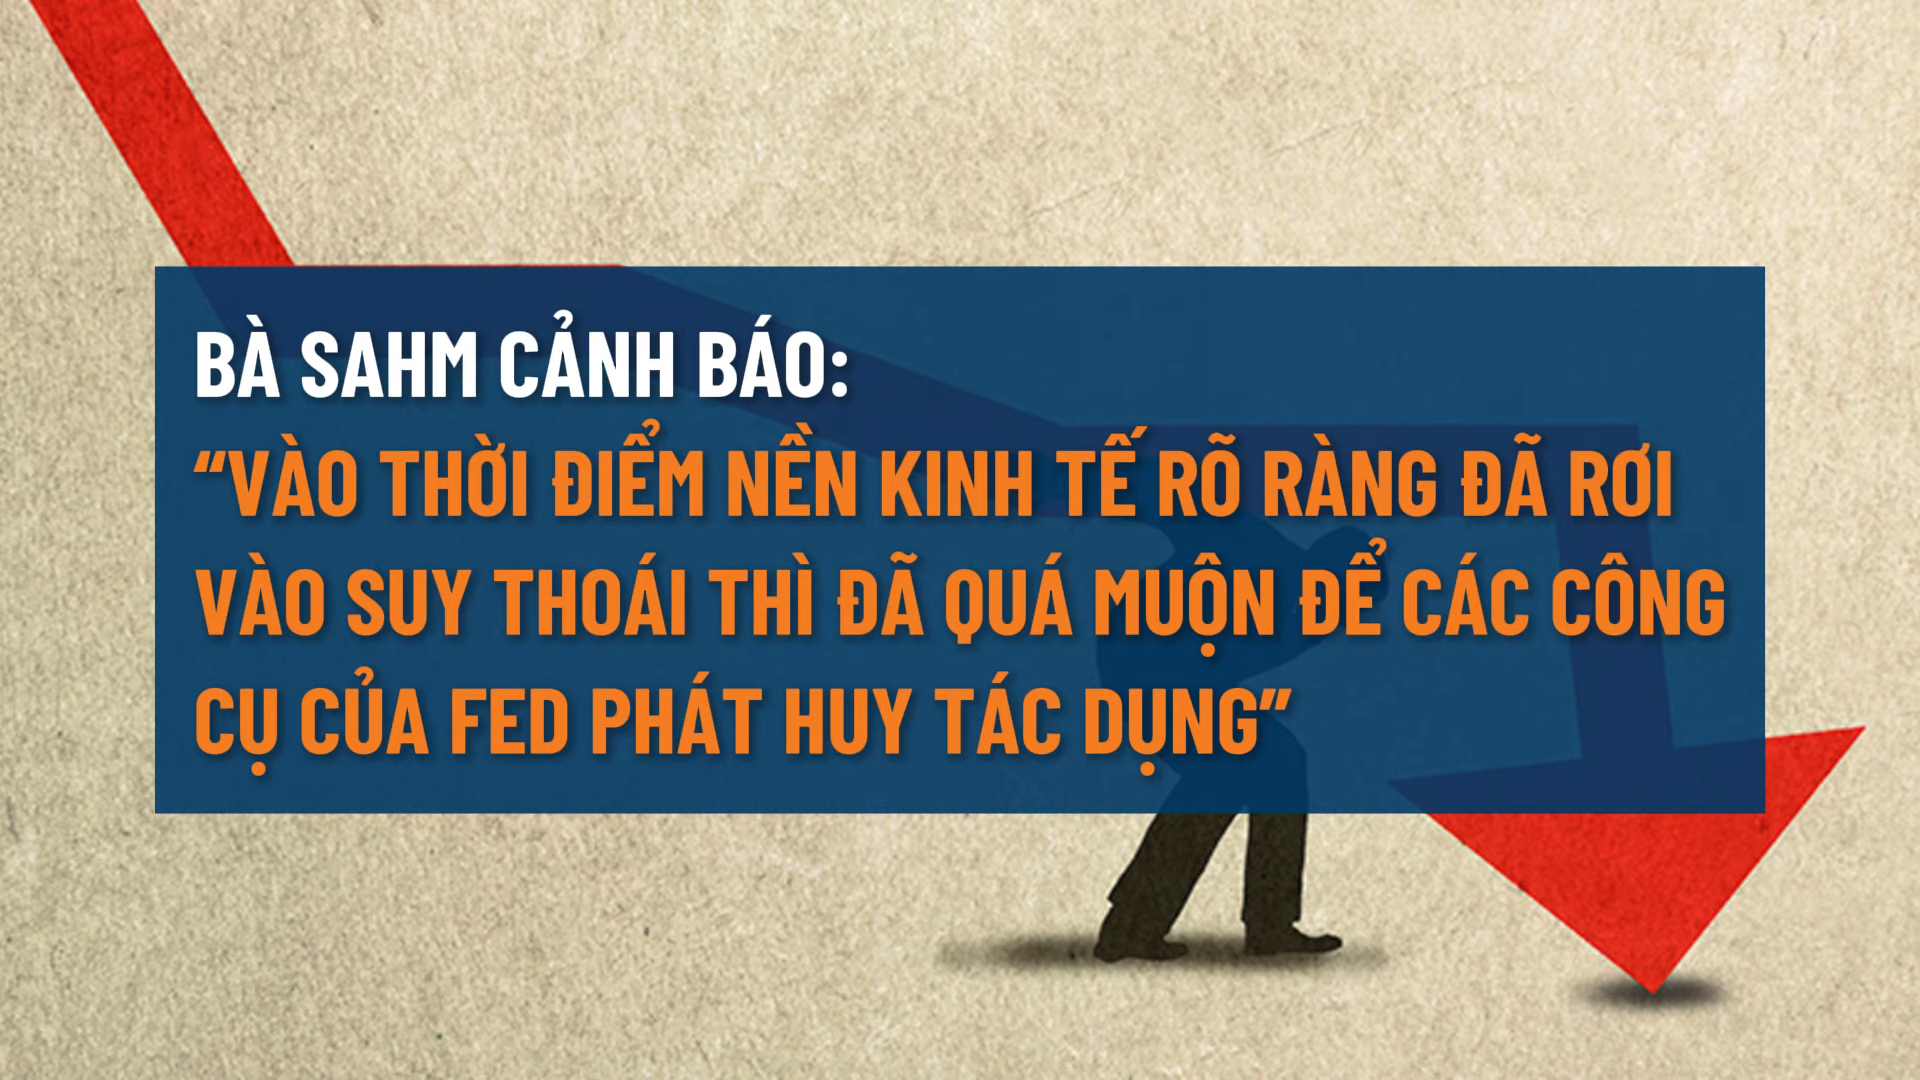 BÀ SAHM CẢNH BÁO:
“VÀO THỜI ĐIỂM NỀN KINH TẾ RÕ RÀNG ĐÃ RƠI
VÀO SUY THOÁI THÌ ĐÃ QUÁ MUỘN ĐỂ CÁC CÔNG
CỤ CỦA FED PHÁT HUY TÁC DỤNG”